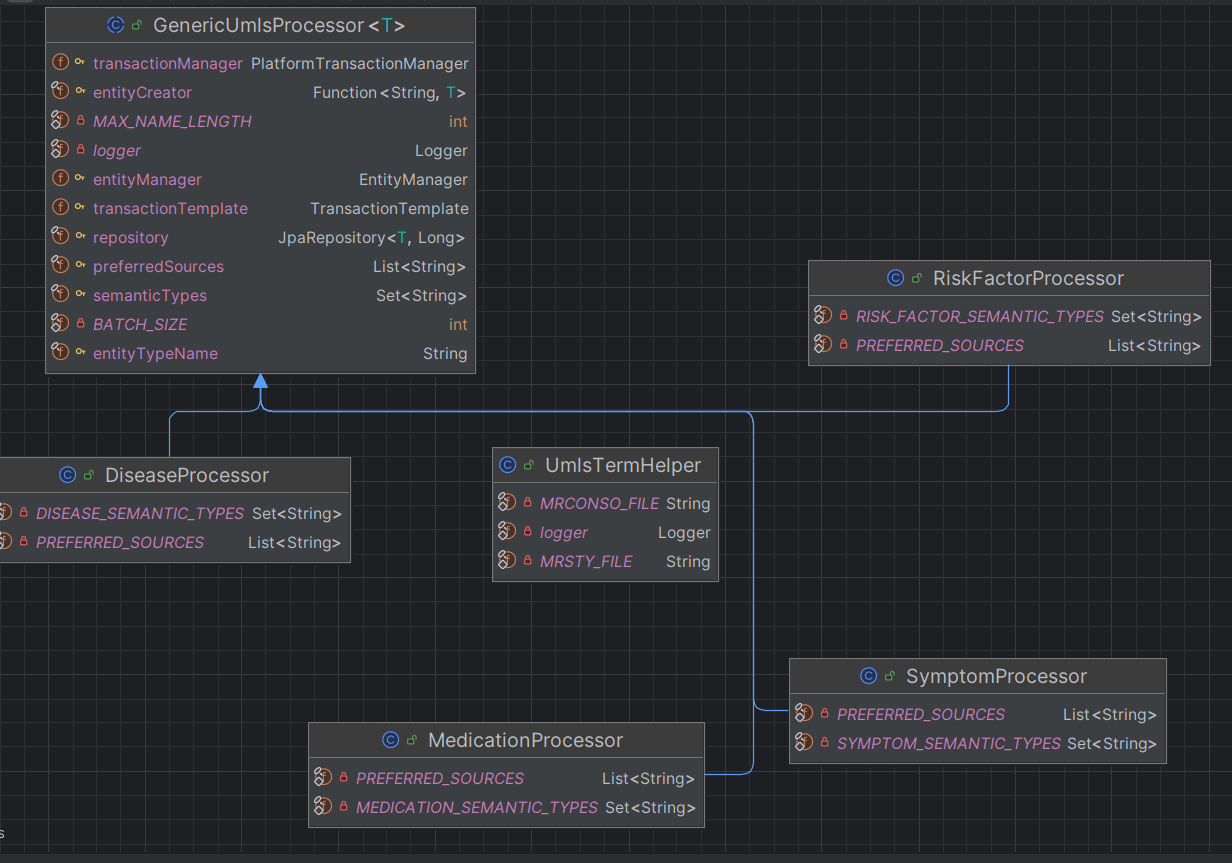 GenericUmlsProcessor<T>
transactionManager PlatformTransactionManager
entityCreator Function<String, T>
MAX_NAME_LENGTH int
logger Logger
entityManager EntityManager
transactionTemplate TransactionTemplate
repository JpaRepository<T, Long>
preferredSources List<String>
semanticTypes Set<String>
BATCH_SIZE int
entityTypeName String
RiskFactorProcessor
RISK_FACTOR_SEMANTIC_TYPES Set<String>
PREFERRED_SOURCES List<String>
DiseaseProcessor
DISEASE_SEMANTIC_TYPES Set<String>
PREFERRED_SOURCES List<String>
UmlsTermHelper
MRCONSO_FILE String
logger Logger
MRSTY_FILE String
SymptomProcessor
PREFERRED_SOURCES List<String>
SYMPTOM_SEMANTIC_TYPES Set<String>
MedicationProcessor
PREFERRED_SOURCES List<String>
MEDICATION_SEMANTIC_TYPES Set<String>
s